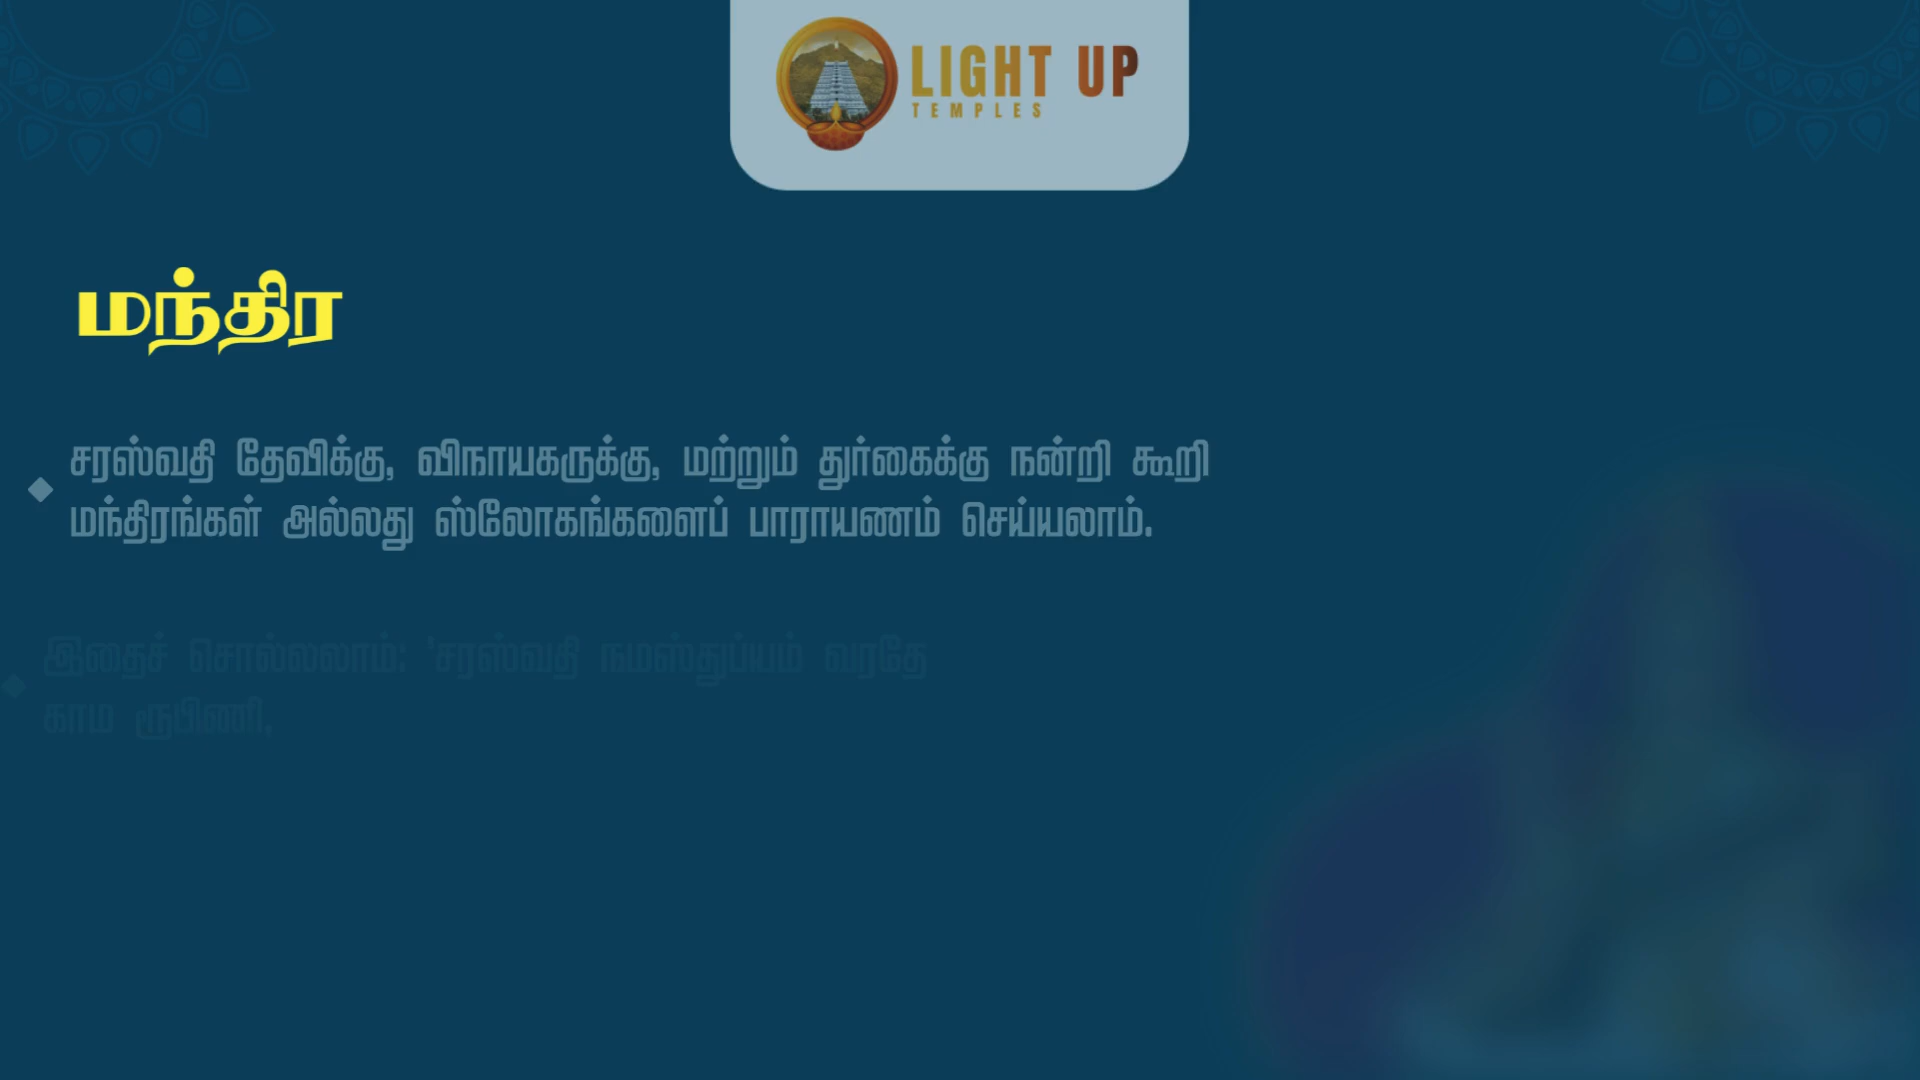 LIGHT UP
TEMPLES
மந்திர
சரஸ்வதி தேவிக்கு, விநாயகருக்கு, மற்றும் துர்கைக்கு நன்றி கூறி
மந்திரங்கள் அல்லது ஸ்லோகங்களைப் பாராயணம் செய்யலாம்.
இதைச் சொல்லலாம்: 'சரஸ்வதி நமஸ்துப்யம் வரதே
காம ரூபிணி,